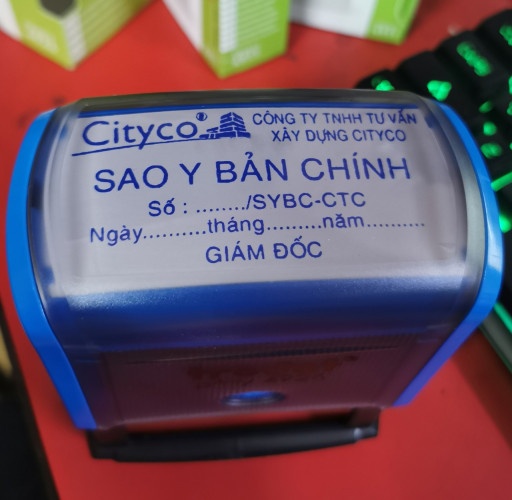 Cityco
CÔNG TY TNHH TƯ VẤN
XÂY DỰNG CITYCO
SAO Y BẢN CHÍNH
Số : ......../SYBC-CTC
Ngày..........tháng.........năm..........
GIÁM ĐỐC